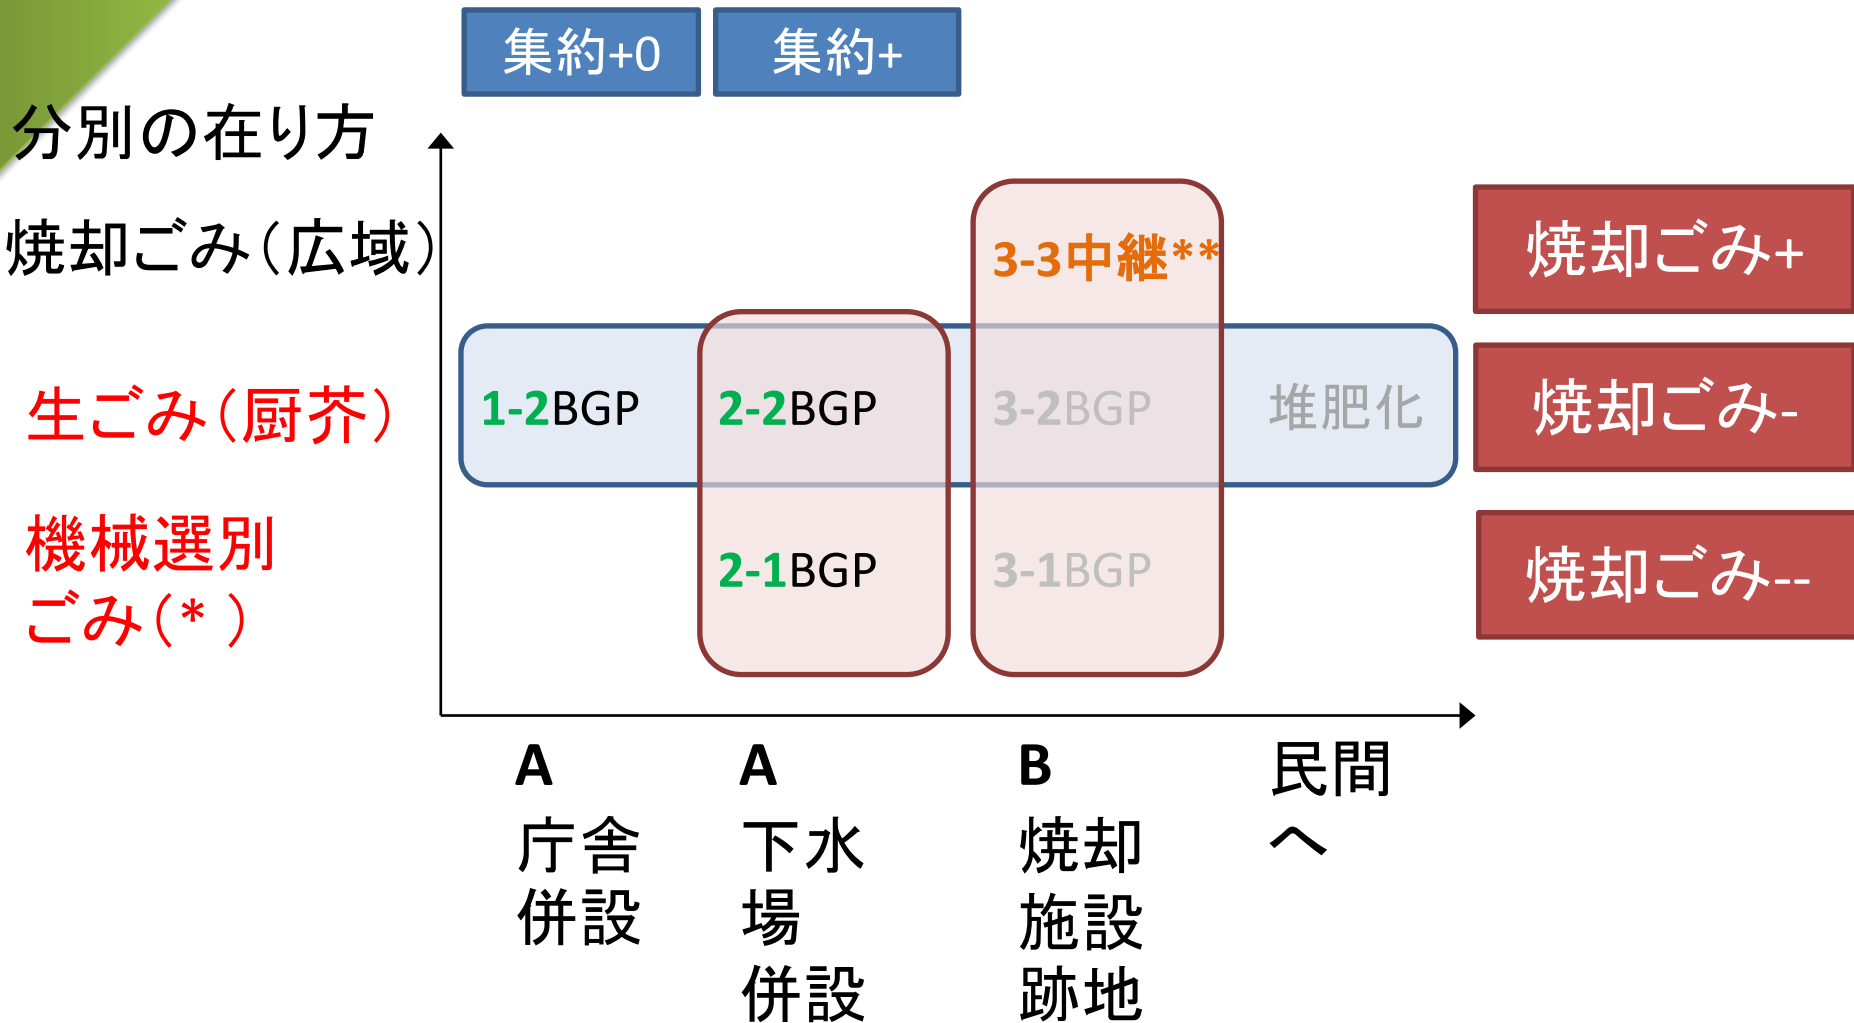 集約+0
集約+
分別の在り方
焼却ごみ（広域）
3-3中継**
焼却ごみ+
生ごみ（厨芥）
1-2BGP
2-2BGP
3-2BGP
堆肥化
焼却ごみ-
機械選別
ごみ（*）
2-1BGP
3-1BGP
焼却ごみ--
A
庁舎
併設
A
下水
場
併設
B
焼却
施設
跡地
民間
へ